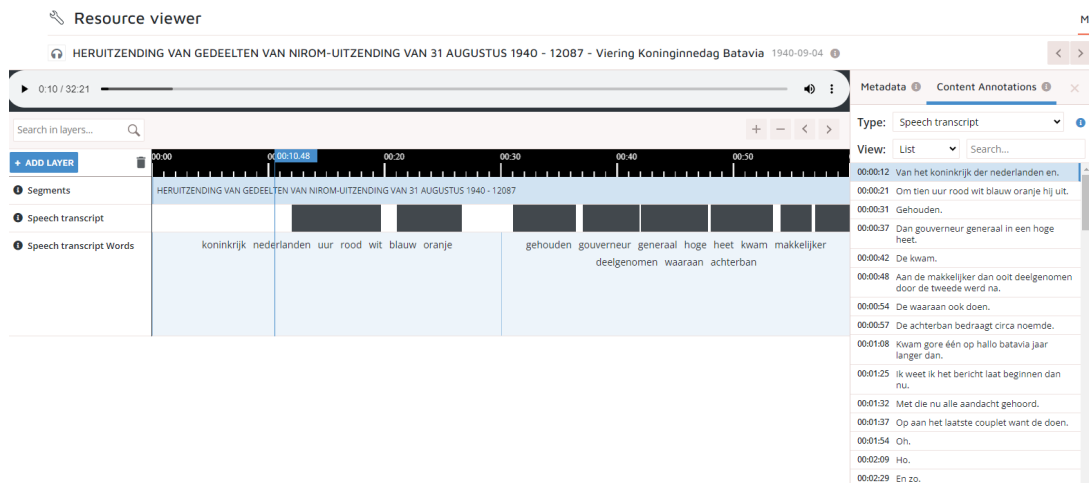 Resource viewer
M
HERUITZENDING VAN GEDEELTEN VAN NIROM-UITZENDING VAN 31 AUGUSTUS 1940 - 12087 - Viering Koninginnedag Batavia 1940-09-04
0:10 / 32:21
Metadata Content Annotations
Search in layers...
Type: Speech transcript
View: List Search...
+ ADD LAYER
00:00 00:00:10.48 00:20 00:30 00:40 00:50
Segments
HERUITZENDING VAN GEDEELTEN VAN NIROM-UITZENDING VAN 31 AUGUSTUS 1940 - 12087
Speech transcript
Speech transcript Words
koninkrijk nederlanden uur rood wit blauw oranje
gehouden gouverneur generaal hoge heet kwam makkelijker
deelgenomen waaraan achterban
00:00:12 Van het koninkrijk der nederlanden en.
00:00:21 Om tien uur rood wit blauw oranje hij uit.
00:00:31 Gehouden.
00:00:37 Dan gouverneur generaal in een hoge
heet.
00:00:42 De kwam.
00:00:48 Aan de makkelijker dan ooit deelgenomen
door de tweede werd na.
00:00:54 De waaraan ook doen.
00:00:57 De achterban bedraagt circa noemde.
00:01:08 Kwam gore één op hallo batavia jaar
langer dan.
00:01:25 Ik weet ik het bericht laat beginnen dan
nu.
00:01:32 Met die nu alle aandacht gehoord.
00:01:37 Op aan het laatste couplet want de doen.
00:01:54 Oh.
00:02:09 Ho.
00:02:29 En zo.